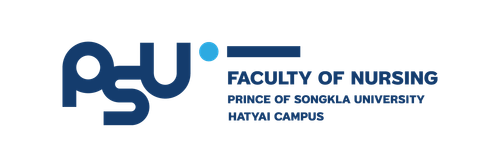 PSU
FACULTY OF NURSING
PRINCE OF SONGKLA UNIVERSITY
HATYAI CAMPUS